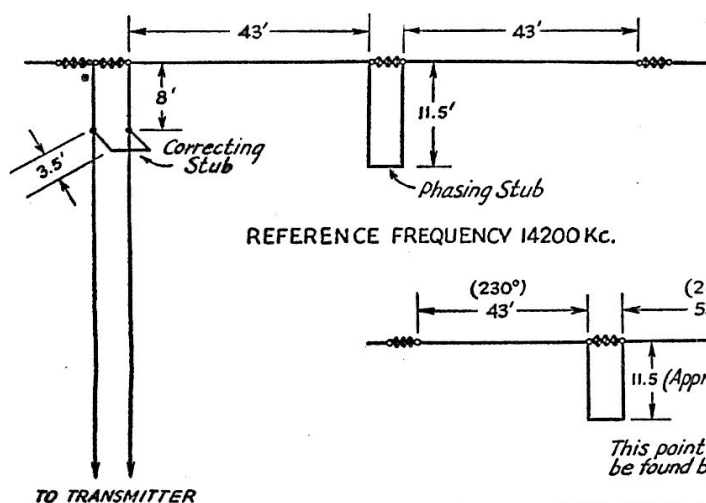 43'
43'
8'
11.5'
3.5'
Correcting
Stub
Phasing Stub
REFERENCE FREQUENCY 14200 Kc.
(230°)
43'
11.5
This point
be found b
TO TRANSMITTER